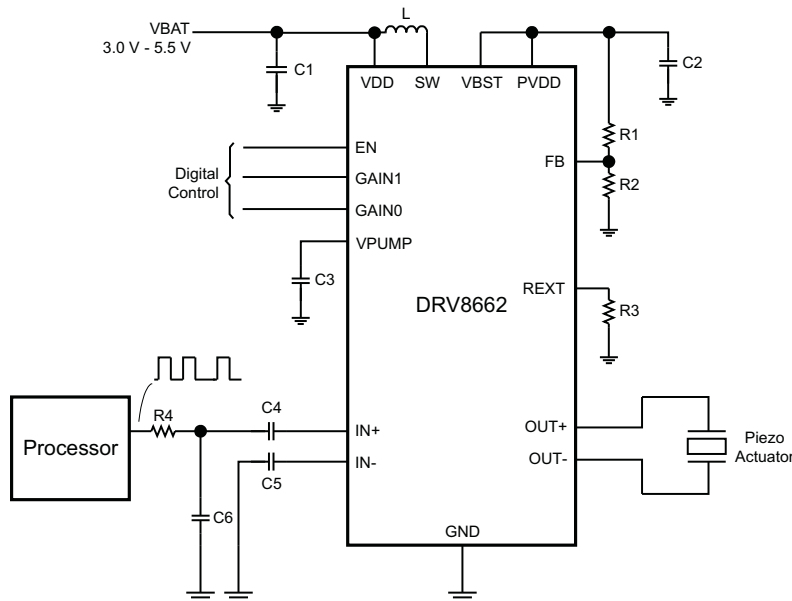 VBAT
3.0 V - 5.5 V
L
C1
C2
VDD
SW
VBST
PVDD
R1
EN
FB
Digital
Control
GAIN1
R2
GAIN0
VPUMP
C3
REXT
DRV8662
R3
R4
C4
IN+
OUT+
Processor
Piezo
Actuator
IN-
OUT-
C5
C6
GND